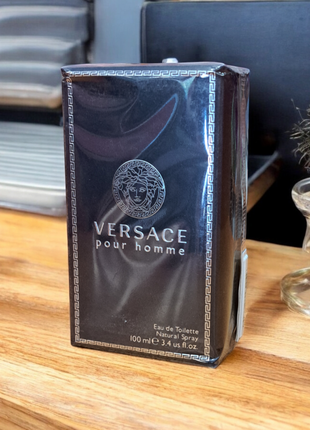 VERSACE
pour homme
Eau de Toilette
Natural Spray
100 ml ℮ 3.4 us fl.oz.